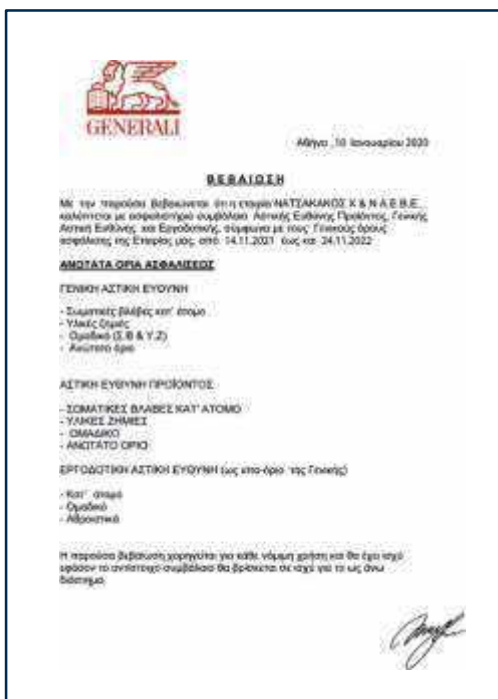 GENERALI
Αθήνα, 10 Ιανουαρίου 2020
ΒΕΒΑΙΩΣΗ
Με την παρούσα βεβαιώνεται ότι η εταιρία ΝΑΤΣΑΚΑΚΟΣ Χ & Ν Α.Ε.Β.Ε.,
καλύπτεται με ασφαλιστήριο συμβόλαιο Αστικής Ευθύνης Προϊόντος, Γενικής
Αστική Ευθύνης και Εργοδοτικής, σύμφωνα με τους Γενικούς όρους
ασφάλισης της Εταιρίας μας, από 14.11.2021 έως και 24.11.2022
ΑΝΩΤΑΤΑ ΟΡΙΑ ΑΣΦΑΛΙΣΕΩΣ
ΓΕΝΙΚΗ ΑΣΤΙΚΗ ΕΥΘΥΝΗ
- Σωματικές βλάβες κατ' άτομο
- Υλικές ζημιές
- Ομαδικό (Σ.Β & Υ.Ζ)
- Ανώτατο όριο
ΑΣΤΙΚΗ ΕΥΘΥΝΗ ΠΡΟΪΟΝΤΟΣ
- ΣΩΜΑΤΙΚΕΣ ΒΛΑΒΕΣ ΚΑΤ' ΑΤΟΜΟ
- ΥΛΙΚΕΣ ΖΗΜΙΕΣ
- ΟΜΑΔΙΚΟ
- ΑΝΩΤΑΤΟ ΟΡΙΟ
ΕΡΓΟΔΟΤΙΚΗ ΑΣΤΙΚΗ ΕΥΘΥΝΗ (ως υπο-όριο της Γενικής)
- Κατ' άτομο
- Ομαδικό
- Αθροιστικά
Η παρούσα βεβαίωση χορηγείται για κάθε νόμιμη χρήση και θα έχει ισχύ
εφόσον το αντίστοιχο συμβόλαιο θα βρίσκεται σε ισχύ για το ως άνω
διάστημα